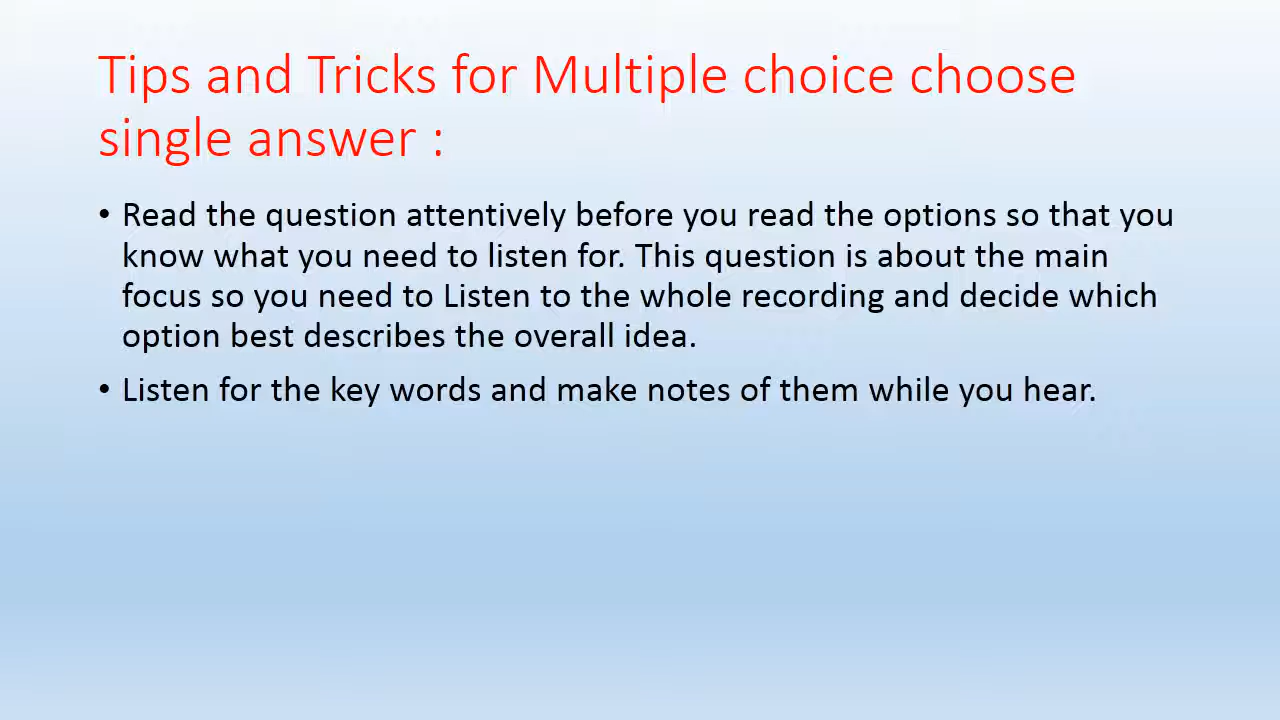 Tips and Tricks for Multiple choice choose
single answer :
• Read the question attentively before you read the options so that you
know what you need to listen for. This question is about the main
focus so you need to Listen to the whole recording and decide which
option best describes the overall idea.
• Listen for the key words and make notes of them while you hear.